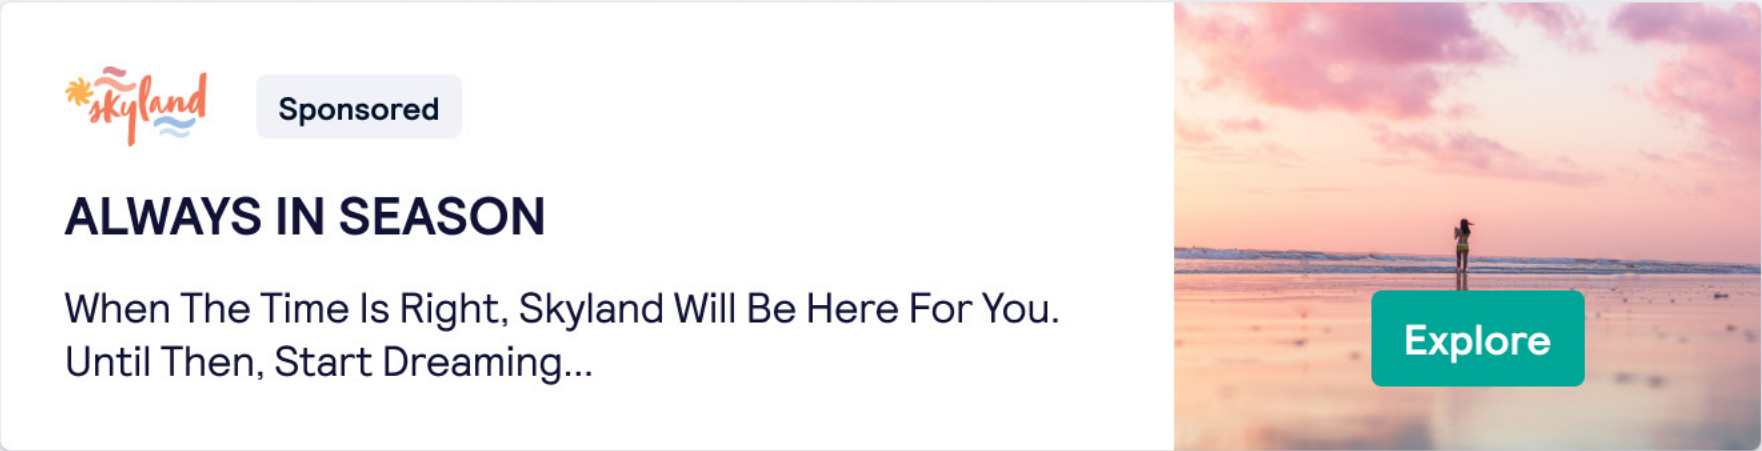 skyland
Sponsored
ALWAYS IN SEASON
When The Time Is Right, Skyland Will Be Here For You.
Until Then, Start Dreaming...
Explore